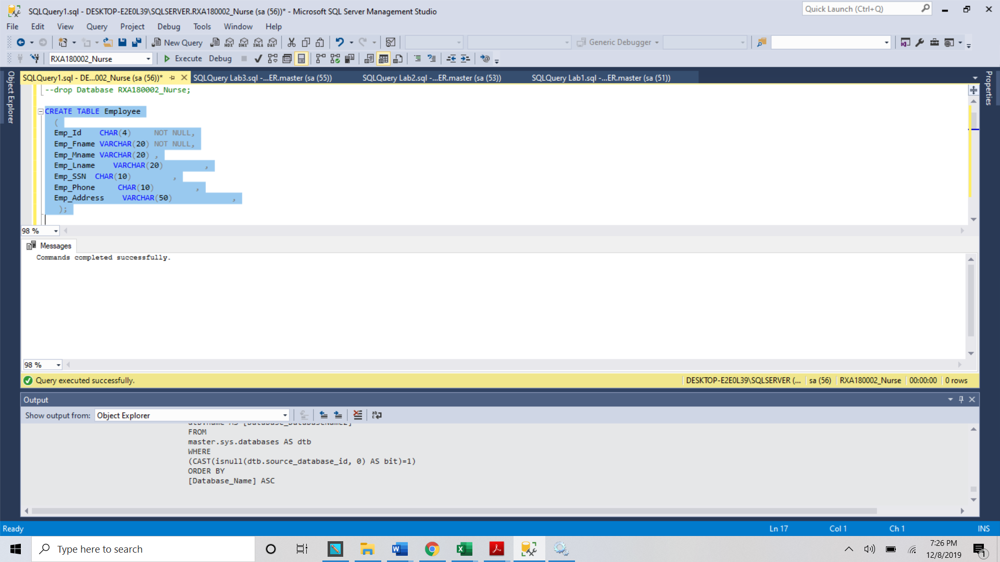 SQLQuery1.sql - DESKTOP-E2E0L39\SQLSERVER.RXA180002_Nurse (sa (56))* - Microsoft SQL Server Management Studio
Quick Launch (Ctrl+Q)
File Edit View Query Project Debug Tools Window Help
New Query
MDX DMX XMLA DAX
Generic Debugger
RXA180002_Nurse
Execute Debug
Object Explorer
Properties
SQLQuery1.sql - DE...002_Nurse (sa (56))*
SQLQuery Lab3.sql -...ER.master (sa (55))
SQLQuery Lab2.sql -...ER.master (sa (53))
SQLQuery Lab1.sql -...ER.master (sa (51))
--drop Database RXA180002_Nurse;
CREATE TABLE Employee
(
Emp_Id CHAR(4) NOT NULL,
Emp_Fname VARCHAR(20) NOT NULL,
Emp_Mname VARCHAR(20) ,
Emp_Lname VARCHAR(20) ,
Emp_SSN CHAR(10) ,
Emp_Phone CHAR(10) ,
Emp_Address VARCHAR(50) ,
);
98 %
Messages
Commands completed successfully.
98 %
Query executed successfully.
DESKTOP-E2E0L39\SQLSERVER (... sa (56) RXA180002_Nurse 00:00:00 0 rows
Output
Show output from: Object Explorer
FROM
master.sys.databases AS dtb
WHERE
(CAST(isnull(dtb.source_database_id, 0) AS bit)=1)
ORDER BY
[Database_Name] ASC
Ready
Ln 17 Col 1 Ch 1 INS
Type here to search
7:26 PM
12/8/2019
1